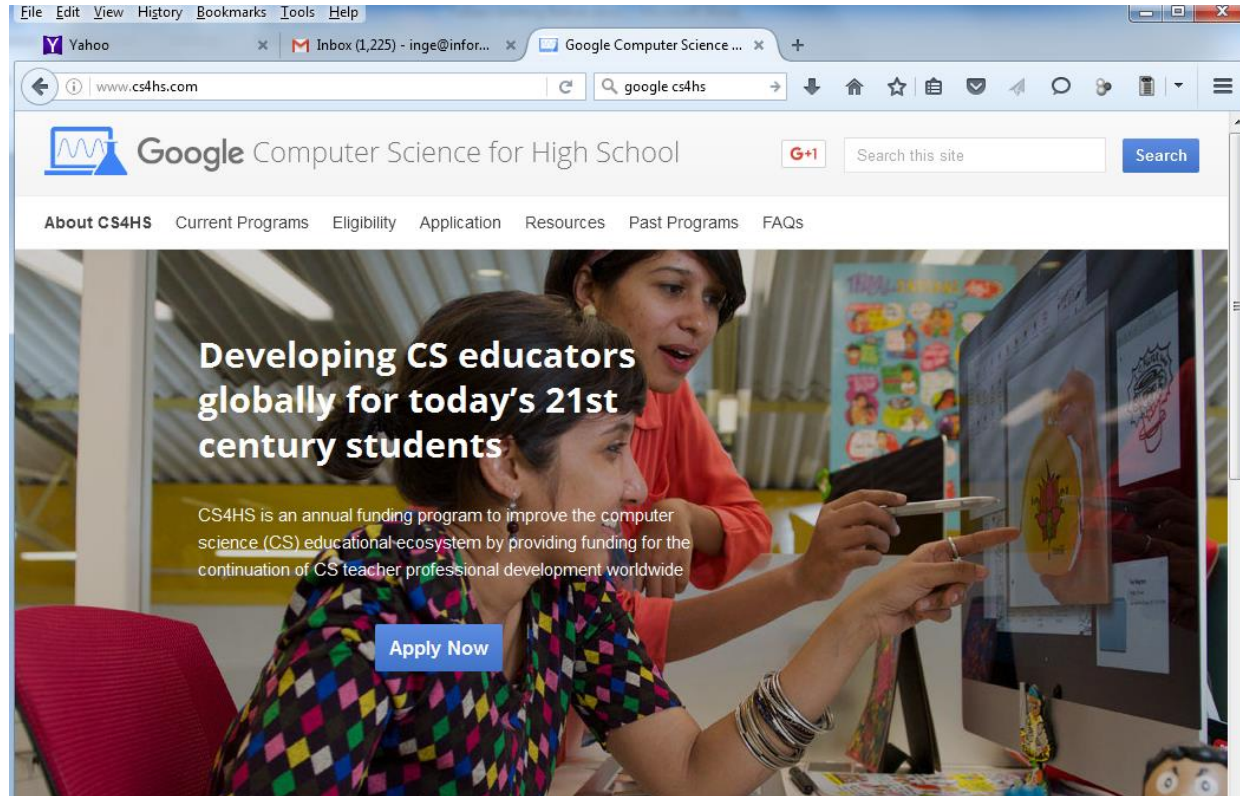 File Edit View History Bookmarks Tools Help
Yahoo
Inbox (1,225) - inge@infor...
Google Computer Science ...
www.cs4hs.com
google cs4hs
Google Computer Science for High School
G+1
Search this site
Search
About CS4HS Current Programs Eligibility Application Resources Past Programs FAQs
Developing CS educators
globally for today’s 21st
century students
CS4HS is an annual funding program to improve the computer
science (CS) educational ecosystem by providing funding for the
continuation of CS teacher professional development worldwide
Apply Now